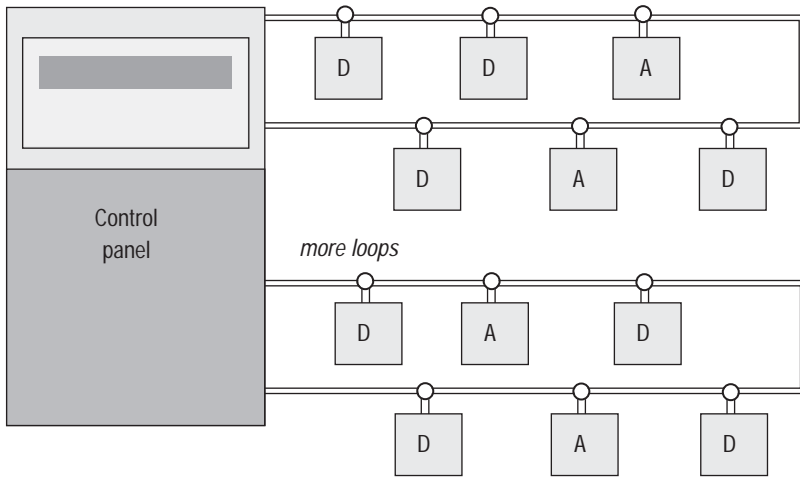 D D A
D A D
Control
panel
more loops
D A D
D A D